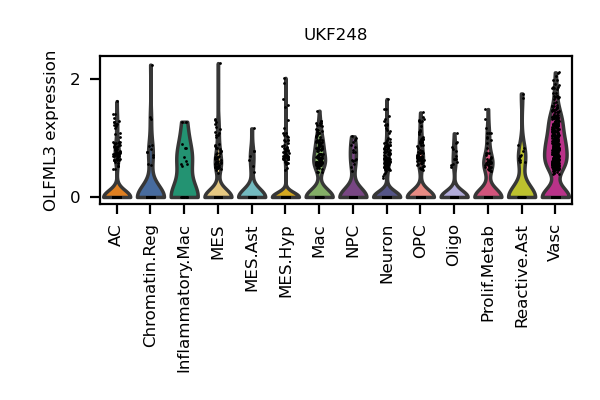 UKF248
OLFML3 expression
2
0
AC
Chromatin.Reg
Inflammatory.Mac
MES
MES.Ast
MES.Hyp
Mac
NPC
Neuron
OPC
Oligo
Prolif.Metab
Reactive.Ast
Vasc